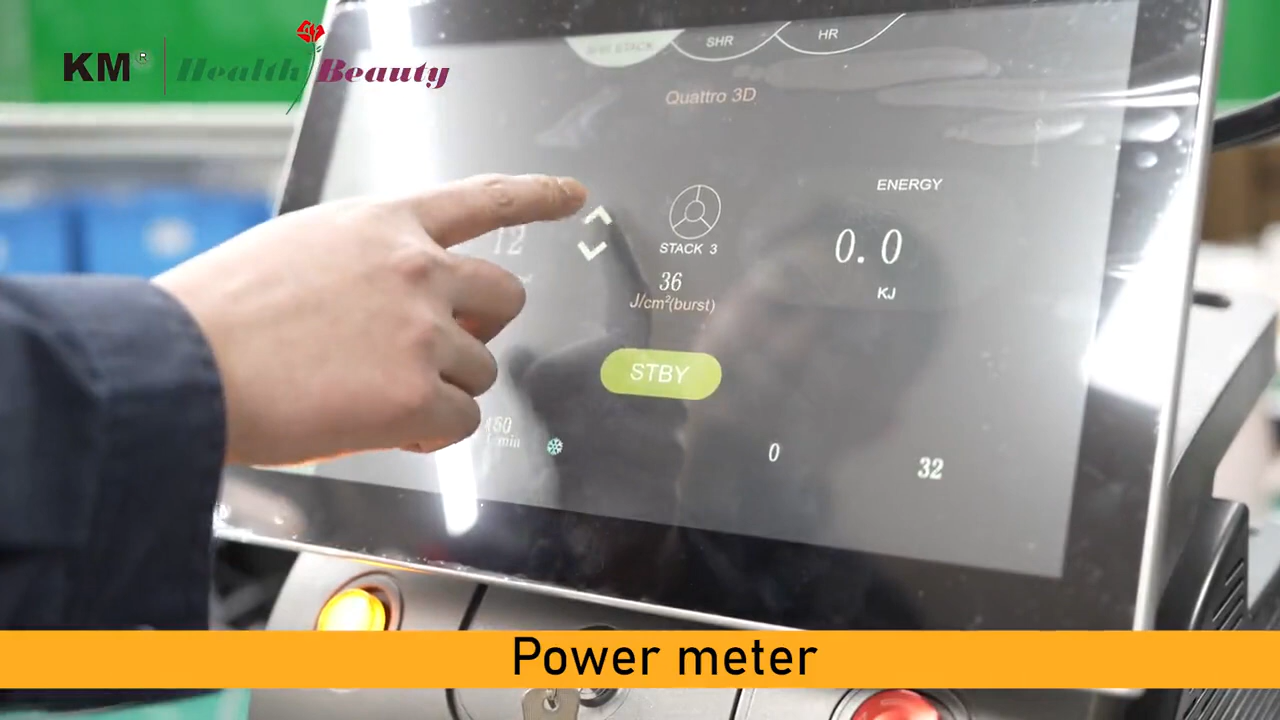 KM® Health Beauty
SHR STACK SHR HR
Quattro 3D
ENERGY
12
0.0
STACK 3
KJ
36
J/cm²(burst)
STBY
min
0
32
Power meter